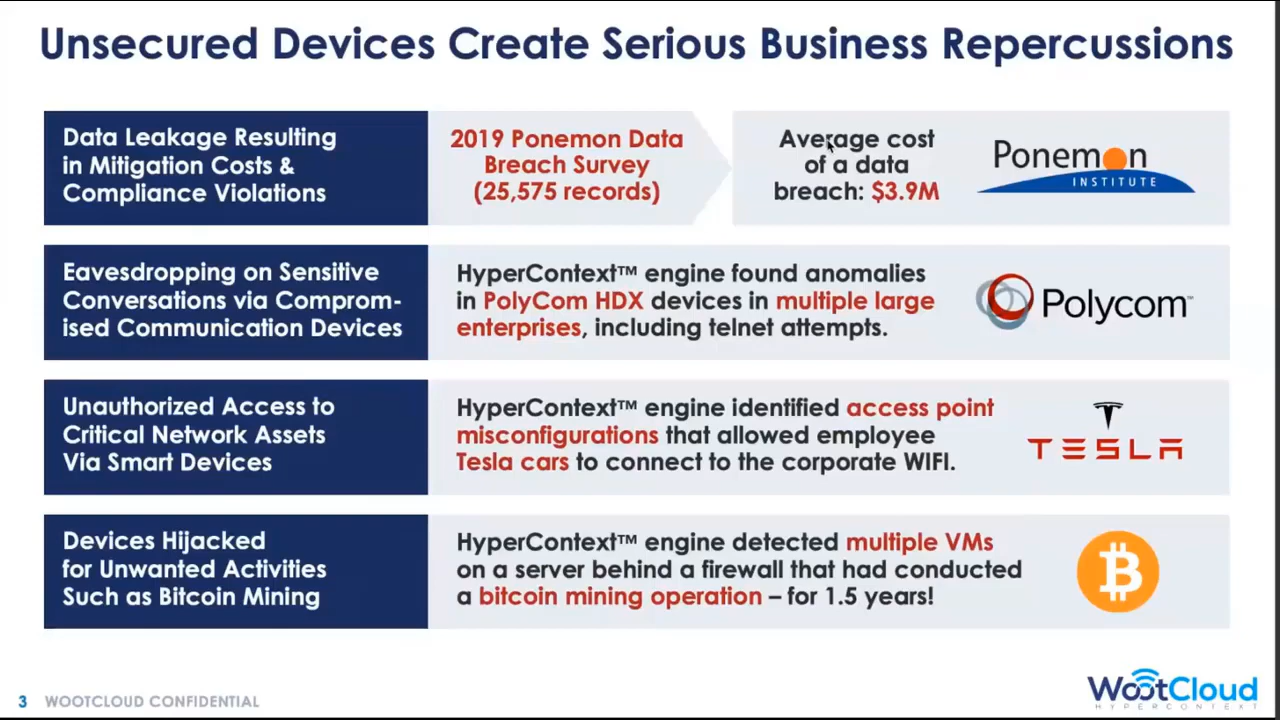 Unsecured Devices Create Serious Business Repercussions
Data Leakage Resulting
in Mitigation Costs &
Compliance Violations
2019 Ponemon Data
Breach Survey
(25,575 records)
Average cost
of a data
breach: $3.9M
Ponemon
INSTITUTE
Eavesdropping on Sensitive
Conversations via Comprom-
ised Communication Devices
HyperContext™ engine found anomalies
in PolyCom HDX devices in multiple large
enterprises, including telnet attempts.
Polycom™
Unauthorized Access to
Critical Network Assets
Via Smart Devices
HyperContext™ engine identified access point
misconfigurations that allowed employee
Tesla cars to connect to the corporate WIFI.
TESLA
Devices Hijacked
for Unwanted Activities
Such as Bitcoin Mining
HyperContext™ engine detected multiple VMs
on a server behind a firewall that had conducted
a bitcoin mining operation – for 1.5 years!
3 WOOTCLOUD CONFIDENTIAL
WootCloud
HYPERCONTEXT